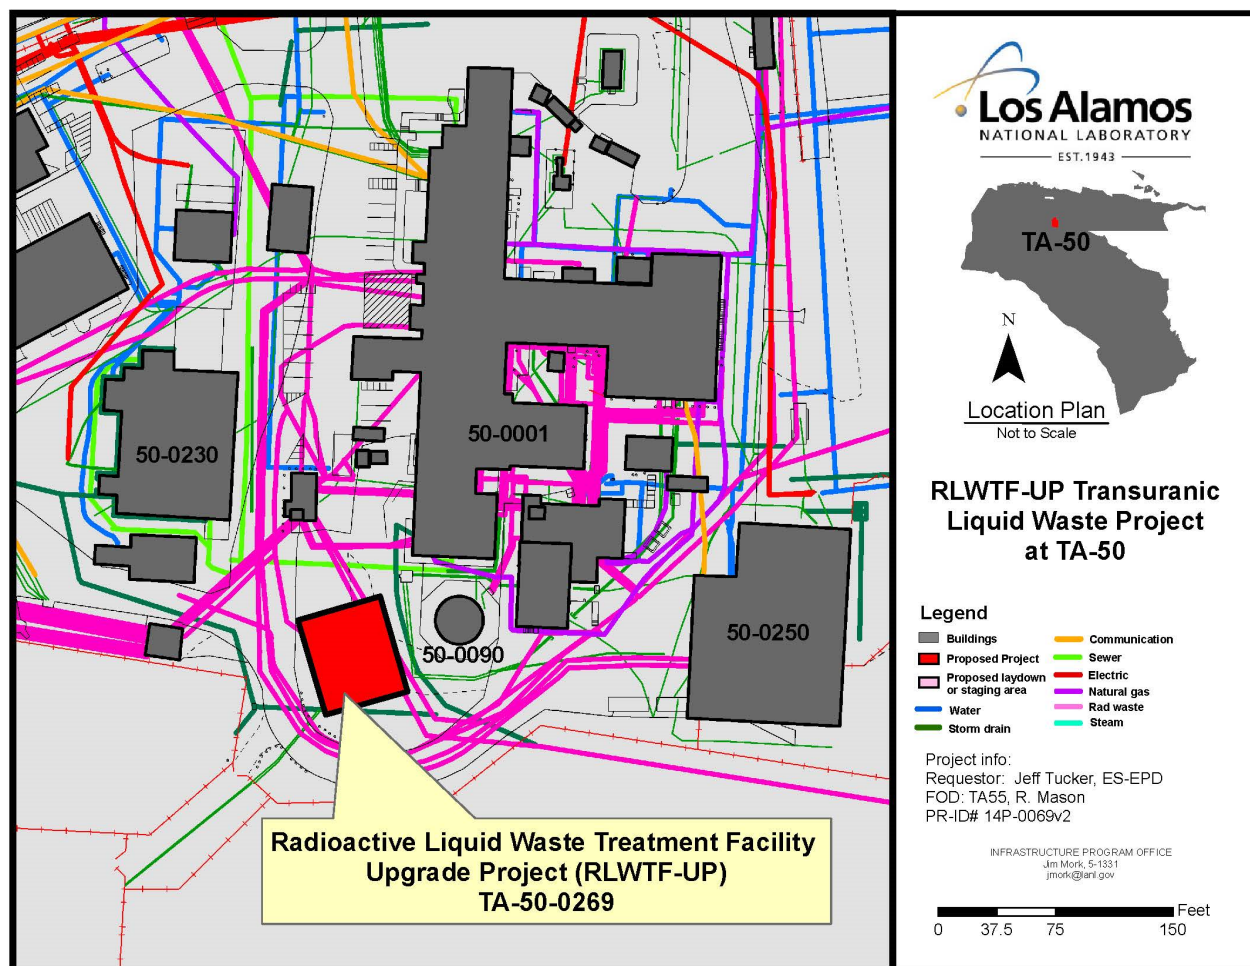 50-0230
50-0001
50-0090
50-0250
Radioactive Liquid Waste Treatment Facility
Upgrade Project (RLWTF-UP)
TA-50-0269
Los Alamos
NATIONAL LABORATORY
EST.1943
TA-50
N
Location Plan
Not to Scale
RLWTF-UP Transuranic
Liquid Waste Project
at TA-50
Legend
Buildings
Proposed Project
Proposed laydown
or staging area
Water
Storm drain
Communication
Sewer
Electric
Natural gas
Rad waste
Steam
Project info:
Requestor: Jeff Tucker, ES-EPD
FOD: TA55, R. Mason
PR-ID# 14P-0069v2
INFRASTRUCTURE PROGRAM OFFICE
Jim Mork, 5-1331
jmork@lanl.gov
Feet
0 37.5 75 150